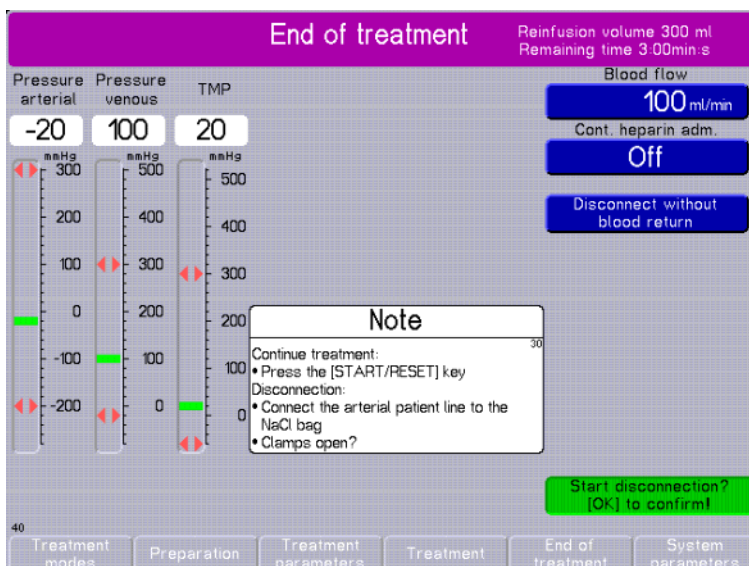 End of treatment
Reinfusion volume 300 ml
Remaining time 3:00min:s
Pressure arterial
Pressure venous
TMP
-20
100
20
mmHg
300
200
100
0
-100
-200
mmHg
500
400
300
200
100
0
mmHg
500
400
300
200
100
0
Blood flow
100 ml/min
Cont. heparin adm.
Off
Disconnect without
blood return
Note
30
Continue treatment:
• Press the [START/RESET] key
Disconnection:
• Connect the arterial patient line to the
NaCl bag
• Clamps open?
Start disconnection?
[OK] to confirm!
40
Treatment
modes
Preparation
Treatment
parameters
Treatment
End of
treatment
System
parameters